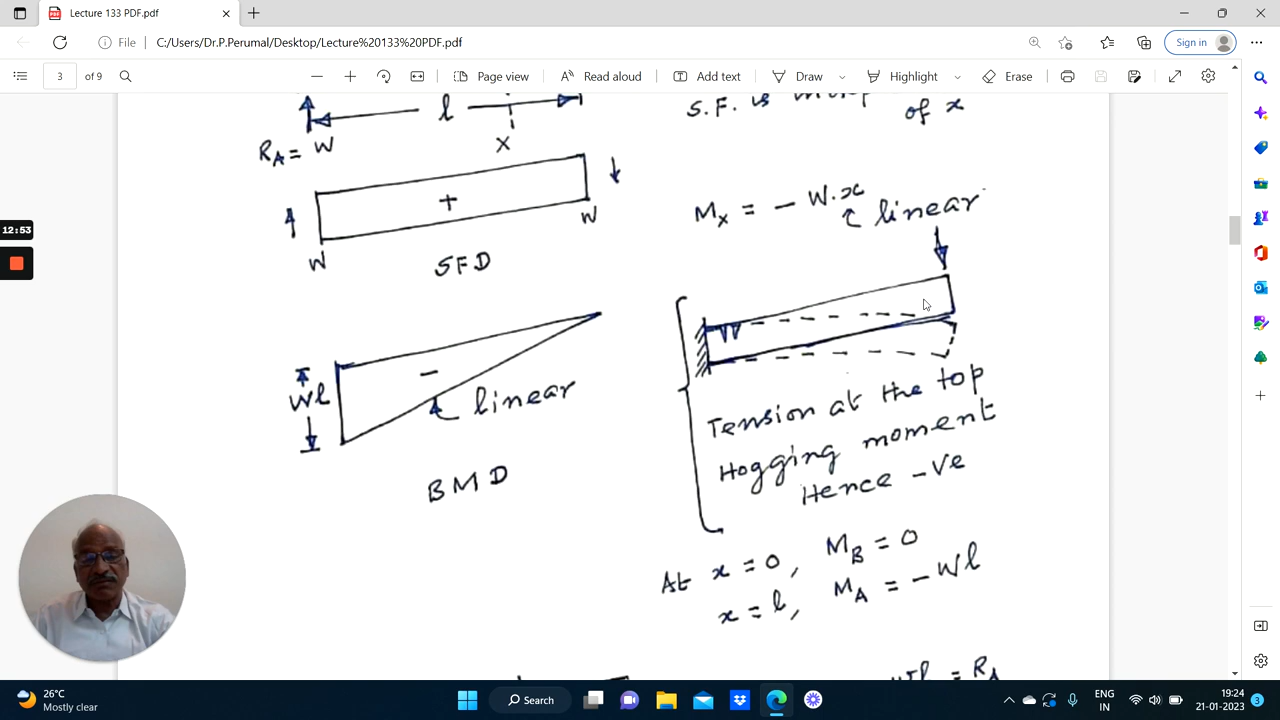 Lecture 133 PDF.pdf
File
C:/Users/Dr.P.Perumal/Desktop/Lecture%20133%20PDF.pdf
Sign in
3 of 9
Page view
Read aloud
Add text
Draw
Highlight
Erase
l
S.F. is
of x
RA = W
X
+
W
W
SFD
Mx = - W.x
linear
12:53
Wl
-
linear
BMD
Tension at the top
Hogging moment
Hence -Ve
At x = 0, MB = 0
x = l, MA = - Wl
= RA
26°C
Mostly clear
Search
ENG
IN
19:24
21-01-2023
3